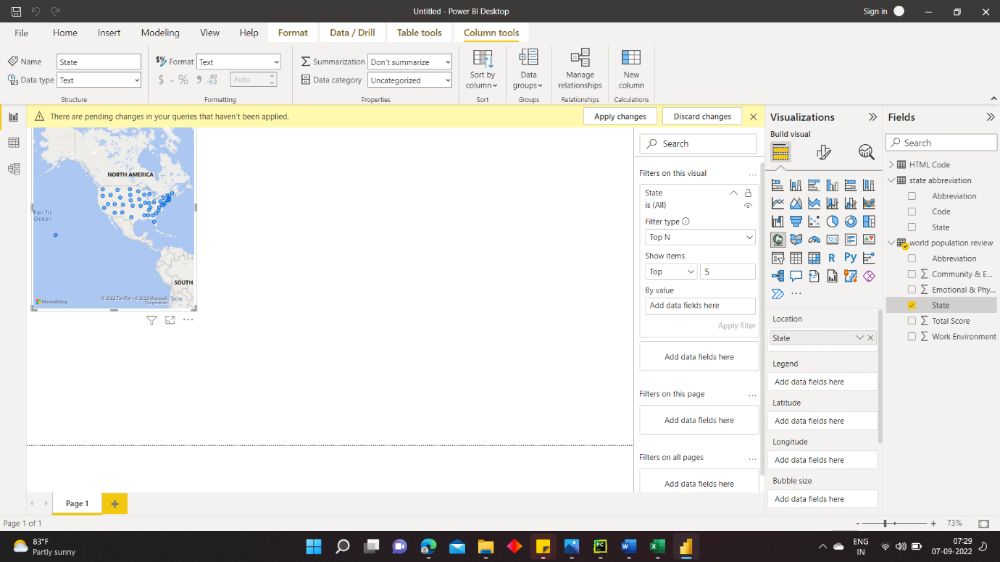 Untitled - Power BI Desktop
Sign in
File Home Insert Modeling View Help Format Data / Drill Table tools Column tools
Name State
Data type Text
Structure
Format Text
$ % Auto
Formatting
Summarization Don't summarize
Data category Uncategorized
Properties
Sort by
column
Sort
Data
groups
Groups
Manage
relationships
Relationships
New
column
Calculations
There are pending changes in your queries that haven't been applied.
Apply changes
Discard changes
NORTH AMERICA
Pacific
Ocean
SOUTH
Microsoft Bing
© 2022 TomTom, © 2022 Microsoft Corporation Terms
Search
Filters on this visual
State
is (All)
Filter type
Top N
Show items
Top 5
By value
Add data fields here
Apply filter
Add data fields here
Filters on this page
Add data fields here
Filters on all pages
Add data fields here
Visualizations
Build visual
123
R Py
Location
State
Legend
Add data fields here
Latitude
Add data fields here
Longitude
Add data fields here
Bubble size
Add data fields here
Fields
Search
HTML Code
state abbreviation
Abbreviation
Code
State
world population review
Abbreviation
Community & E...
Emotional & Phy...
State
Total Score
Work Environment
Page 1
Page 1 of 1
73%
83°F
Partly sunny
ENG
IN
07:29
07-09-2022